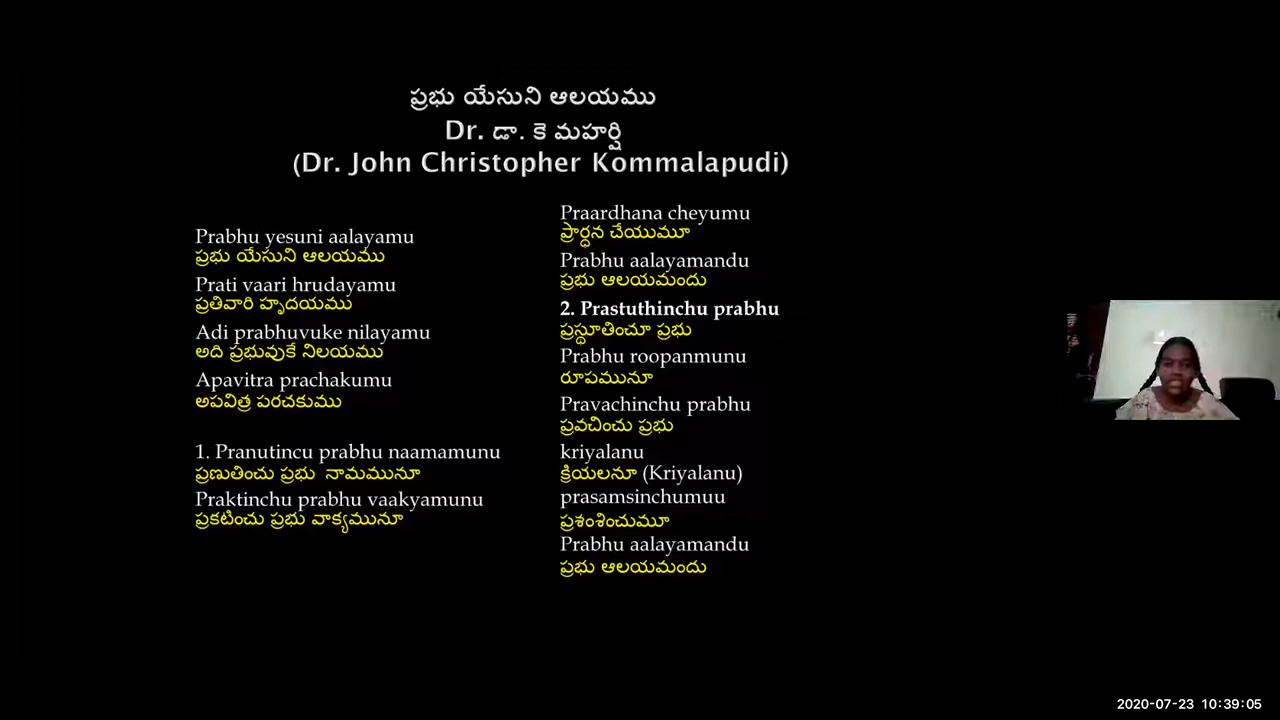 ప్రభు యేసుని ఆలయము
Dr. డా. కె మహర్షి
(Dr. John Christopher Kommalapudi)
Prabhu yesuni aalayamu
ప్రభు యేసుని ఆలయము
Prati vaari hrudayamu
ప్రతివారి హృదయము
Adi prabhuvuke nilayamu
అది ప్రభువుకే నిలయము
Apavitra prachakumu
అపవిత్ర పరచకుము
1. Pranutincu prabhu naamamunu
ప్రణుతించు ప్రభు నామమునూ
Praktinchu prabhu vaakyamunu
ప్రకటించు ప్రభు వాక్యమునూ
Praardhana cheyumu
ప్రార్ధన చేయుమూ
Prabhu aalayamandu
ప్రభు ఆలయమందు
2. Prastuthinchu prabhu
ప్రస్థూతించూ ప్రభు
Prabhu roopanmunu
రూపమునూ
Pravachinchu prabhu
ప్రవచించు ప్రభు
kriyalanu
క్రియలనూ (Kriyalanu)
prasamsinchumuu
ప్రశంశించుమూ
Prabhu aalayamandu
ప్రభు ఆలయమందు
2020-07-23 10:39:05